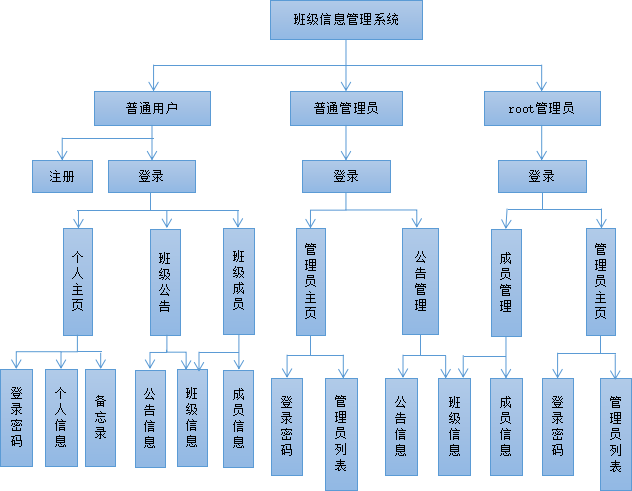 班级信息管理系统
普通用户
普通管理员
root管理员
注册
登录
登录
登录
个人主页
班级公告
班级成员
管理员主页
公告管理
成员管理
管理员主页
登录密码
个人信息
备忘录
公告信息
班级信息
成员信息
登录密码
管理员列表
公告信息
班级信息
成员信息
登录密码
管理员列表